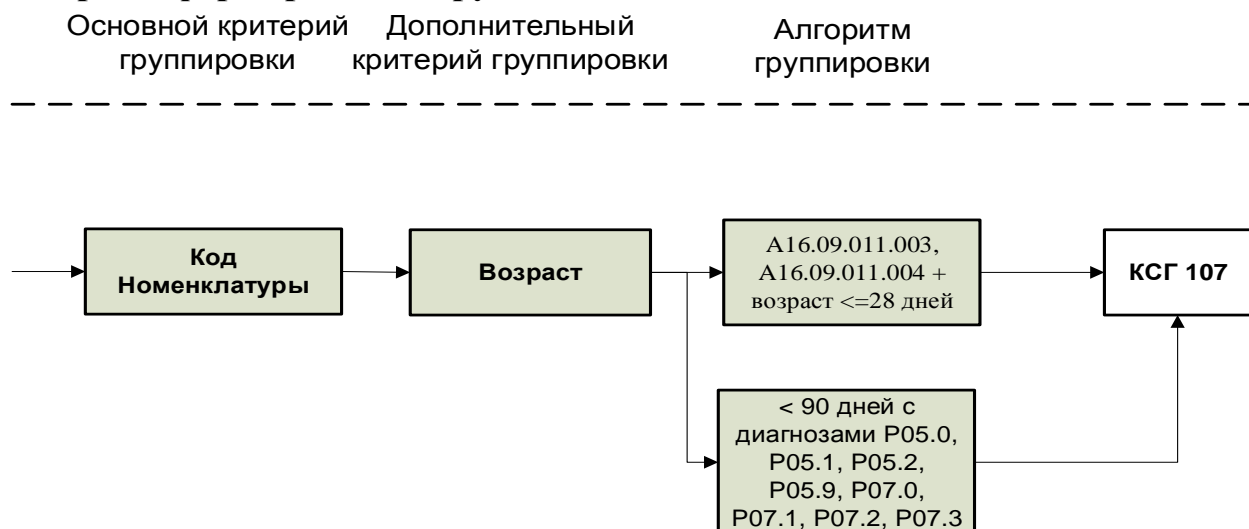 Основной критерий
группировки
Дополнительный
критерий группировки
Алгоритм
группировки
Код
Номенклатуры
Возраст
A16.09.011.003,
A16.09.011.004 +
возраст <=28 дней
КСГ 107
< 90 дней с
диагнозами P05.0,
P05.1, P05.2,
P05.9, P07.0,
P07.1, P07.2, P07.3